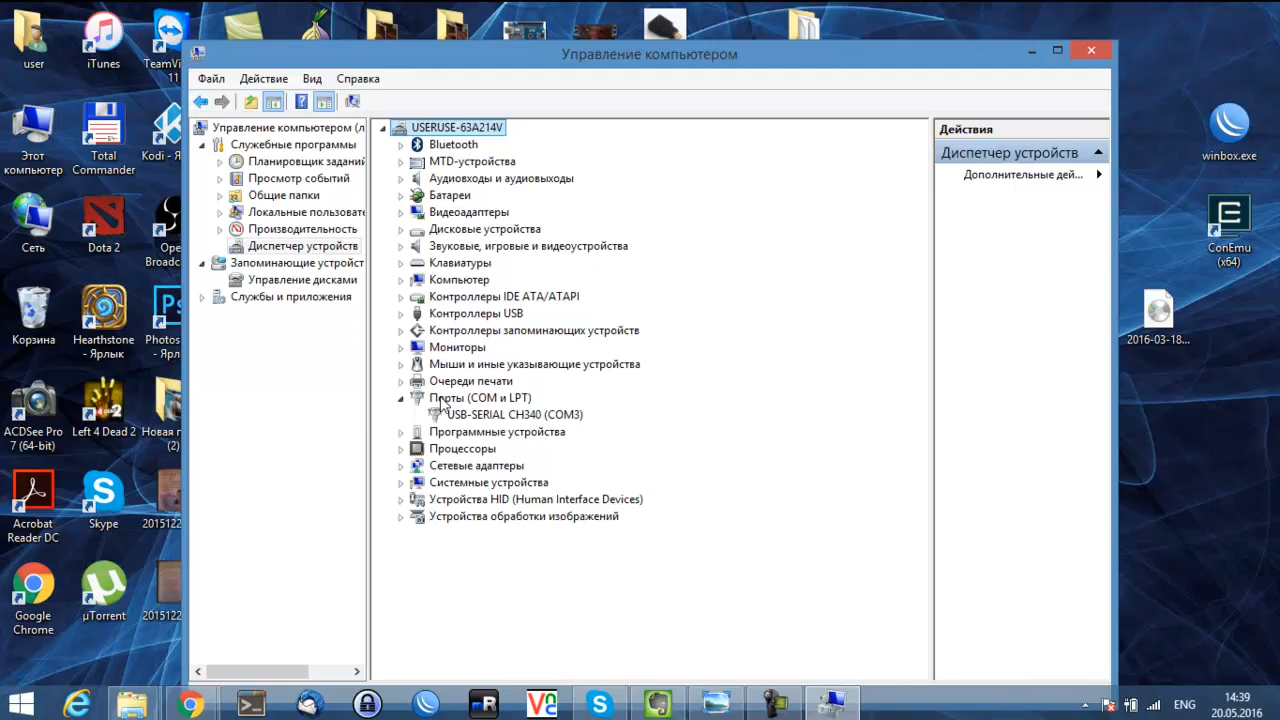 user
iTunes
TeamV
11
Управление компьютером
Файл Действие Вид Справка
Управление компьютером (л
Служебные программы
Планировщик заданий
Просмотр событий
Общие папки
Локальные пользоват
Производительность
Диспетчер устройств
Запоминающие устройст
Управление дисками
Службы и приложения
USERUSE-63A214V
Bluetooth
MTD-устройства
Аудиовходы и аудиовыходы
Батареи
Видеоадаптеры
Дисковые устройства
Звуковые, игровые и видеоустройства
Клавиатуры
Компьютер
Контроллеры IDE ATA/ATAPI
Контроллеры USB
Контроллеры запоминающих устройств
Мониторы
Мыши и иные указывающие устройства
Очереди печати
Порты (COM и LPT)
USB-SERIAL CH340 (COM3)
Программные устройства
Процессоры
Сетевые адаптеры
Системные устройства
Устройства HID (Human Interface Devices)
Устройства обработки изображений
Действия
Диспетчер устройств
Дополнительные дей...
Этот
компьютер
Total
Commander
Kodi - Я
Сеть
Dota 2
Ope
Broadc
Корзина
Hearthstone
- Ярлык
Photos
- Яр
ACDSee Pro
7 (64-bit)
Left 4 Dead 2
Новая п
(2)
Acrobat
Reader DC
Skype
2015122
Google
Chrome
µTorrent
2015122
winbox.exe
ConEmu
(x64)
2016-03-18...
ENG
14:39
20.05.2016